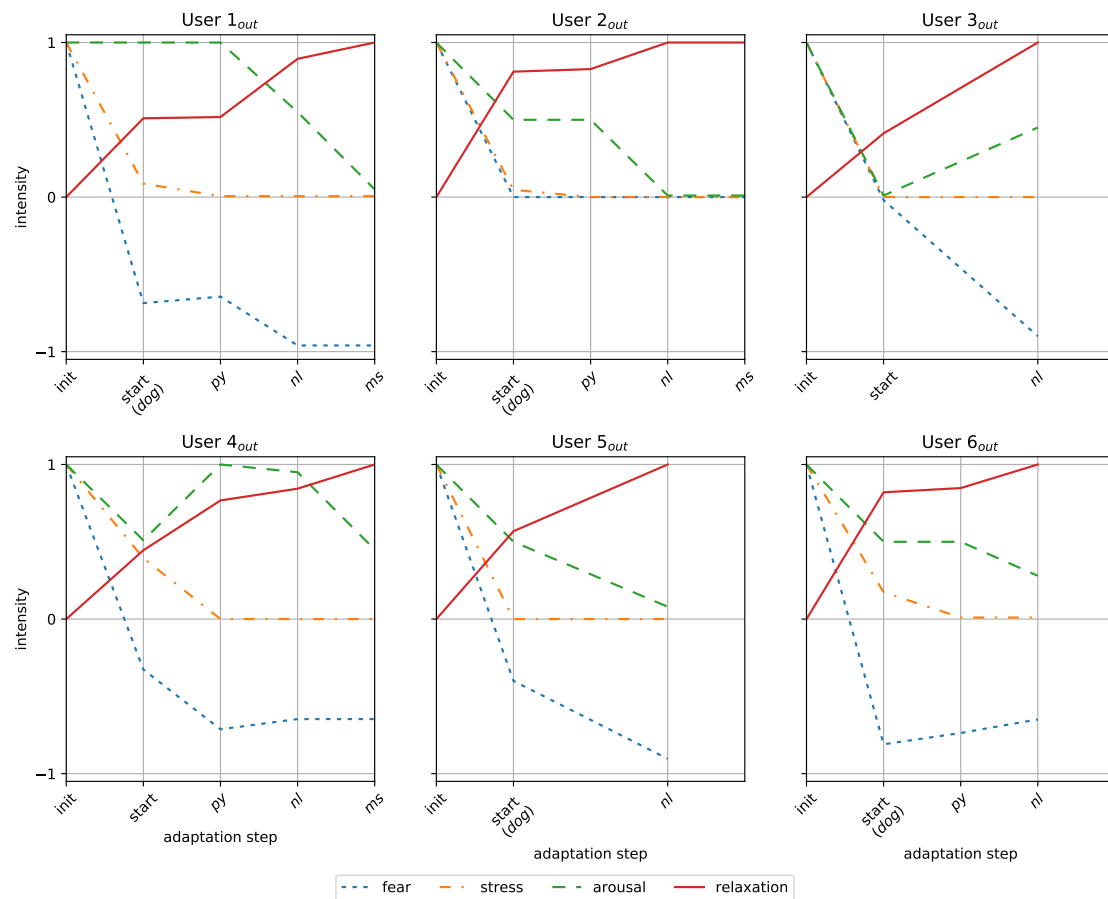 User 1out
User 2out
User 3out
1
0
−1
intensity
init
start
(dog)
py
nl
ms
init
start
(dog)
py
nl
ms
init
start
nl
User 4out
User 5out
User 6out
1
0
−1
intensity
init
start
py
nl
ms
adaptation step
init
start
(dog)
nl
adaptation step
init
start
(dog)
py
nl
adaptation step
fear stress arousal relaxation